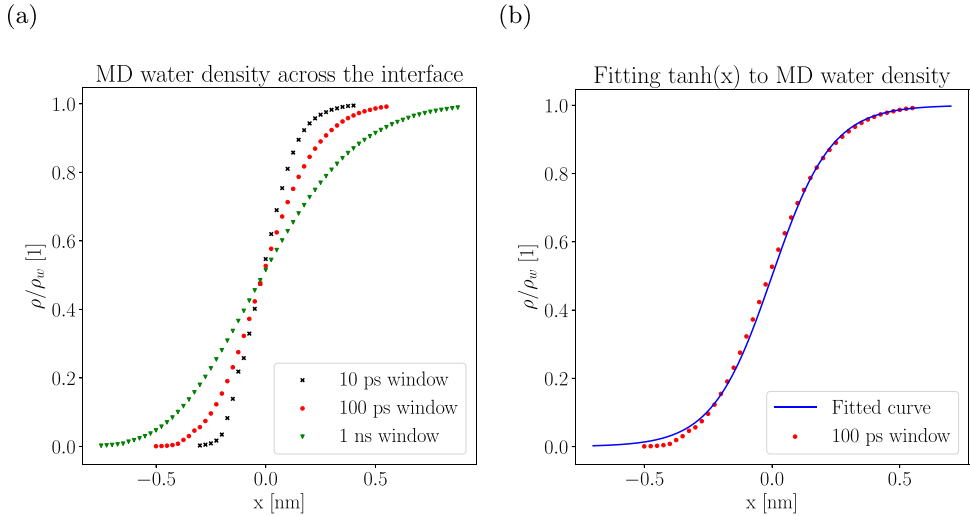 (a)
MD water density across the interface
1.0
0.8
0.6
0.4
0.2
0.0
ρ/ρ_w [1]
10 ps window
100 ps window
1 ns window
−0.5
0.0
0.5
x [nm]
(b)
Fitting tanh(x) to MD water density
1.0
0.8
0.6
0.4
0.2
0.0
ρ/ρ_w [1]
Fitted curve
100 ps window
−0.5
0.0
0.5
x [nm]